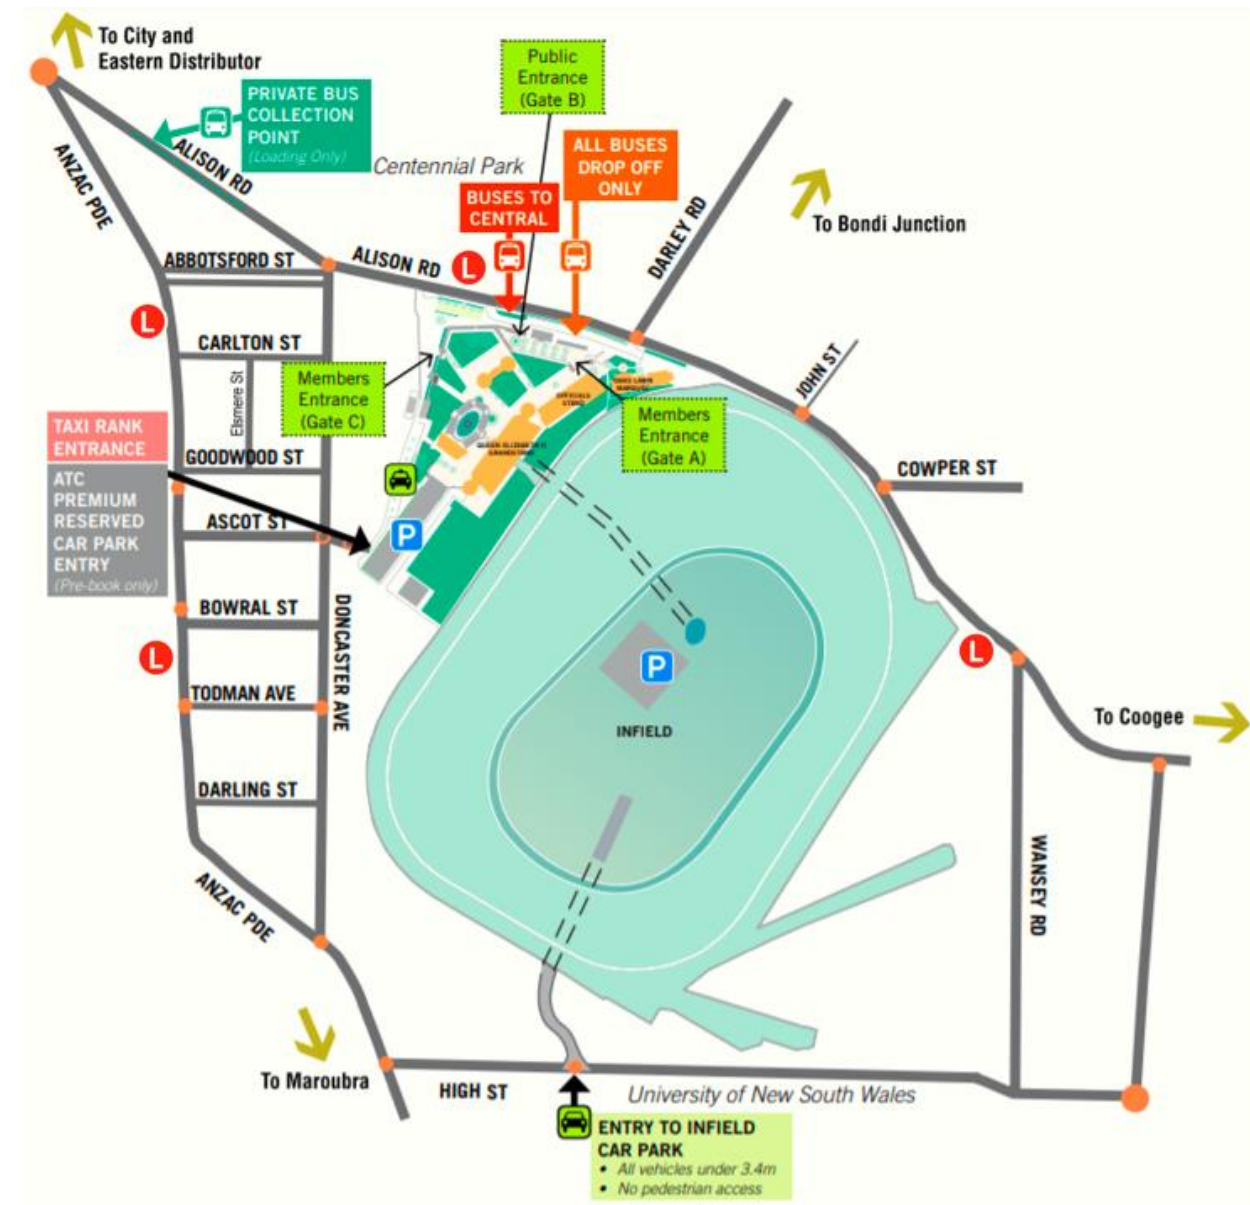 To City and
Eastern Distributor
Public
Entrance
(Gate B)
PRIVATE BUS
COLLECTION
POINT
(Loading Only)
ALL BUSES
DROP OFF
ONLY
ANZAC PDE
ALISON RD
Centennial Park
BUSES TO
CENTRAL
DARLEY RD
To Bondi Junction
ABBOTSFORD ST
ALISON RD
L
L
CARLTON ST
JOHN ST
Elsmere St
Members
Entrance
(Gate C)
Members
Entrance
(Gate A)
QUEEN ELIZABETH II
GRANDSTAND
TAXI RANK
ENTRANCE
GOODWOOD ST
COWPER ST
ATC
PREMIUM
RESERVED
CAR PARK
ENTRY
(Pre-book only)
ASCOT ST
P
BOWRAL ST
DONCASTER AVE
L
L
P
TODMAN AVE
INFIELD
To Coogee
DARLING ST
WANSEY RD
ANZAC PDE
To Maroubra
HIGH ST
University of New South Wales
ENTRY TO INFIELD
CAR PARK
• All vehicles under 3.4m
• No pedestrian access